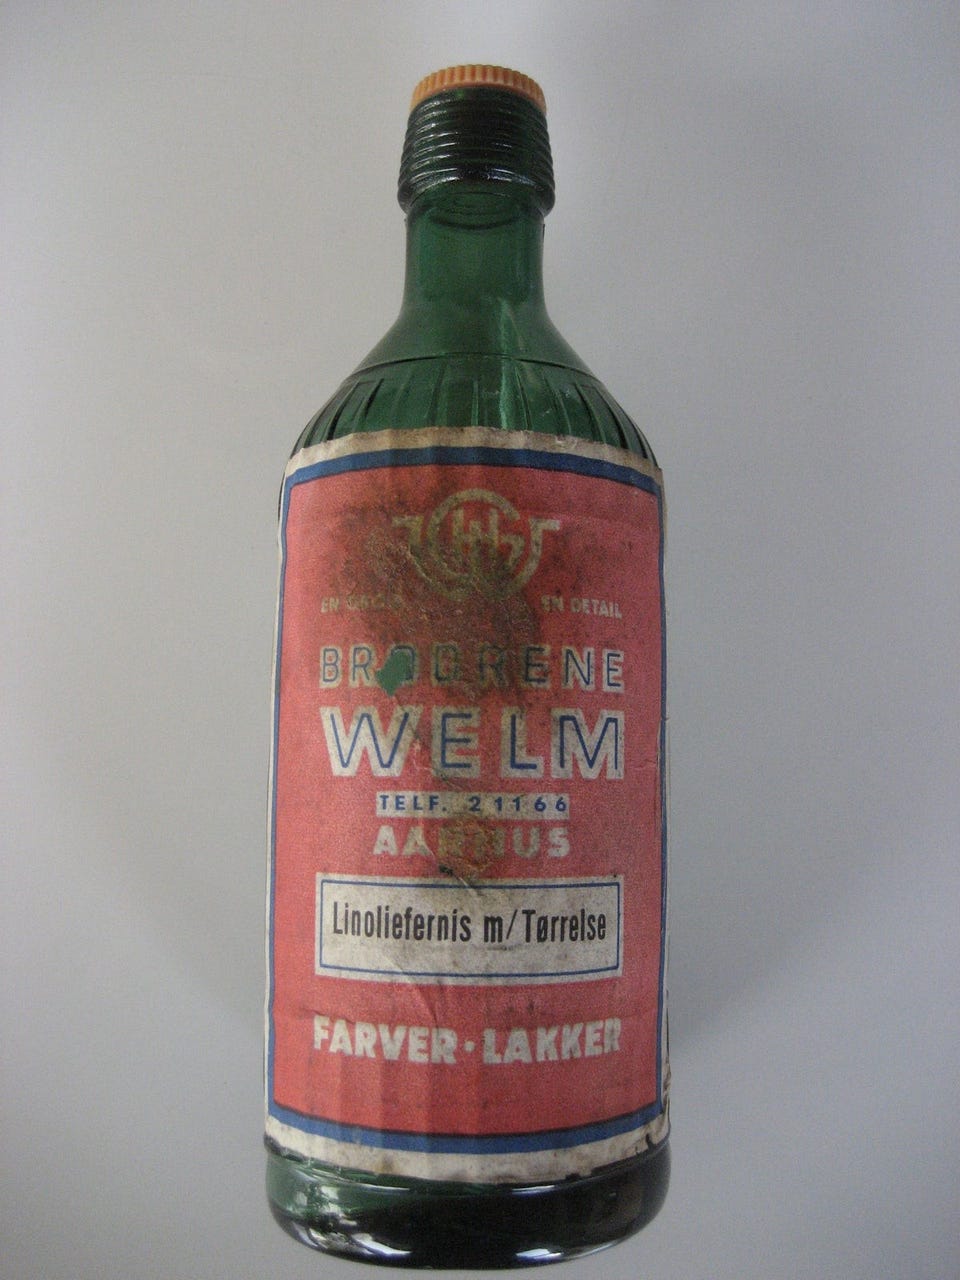 EN GROS EN DETAIL
BRØDRENE
WELM
TELF. 21166
AARHUS
Linoliefernis m/Tørrelse
FARVER · LAKKER